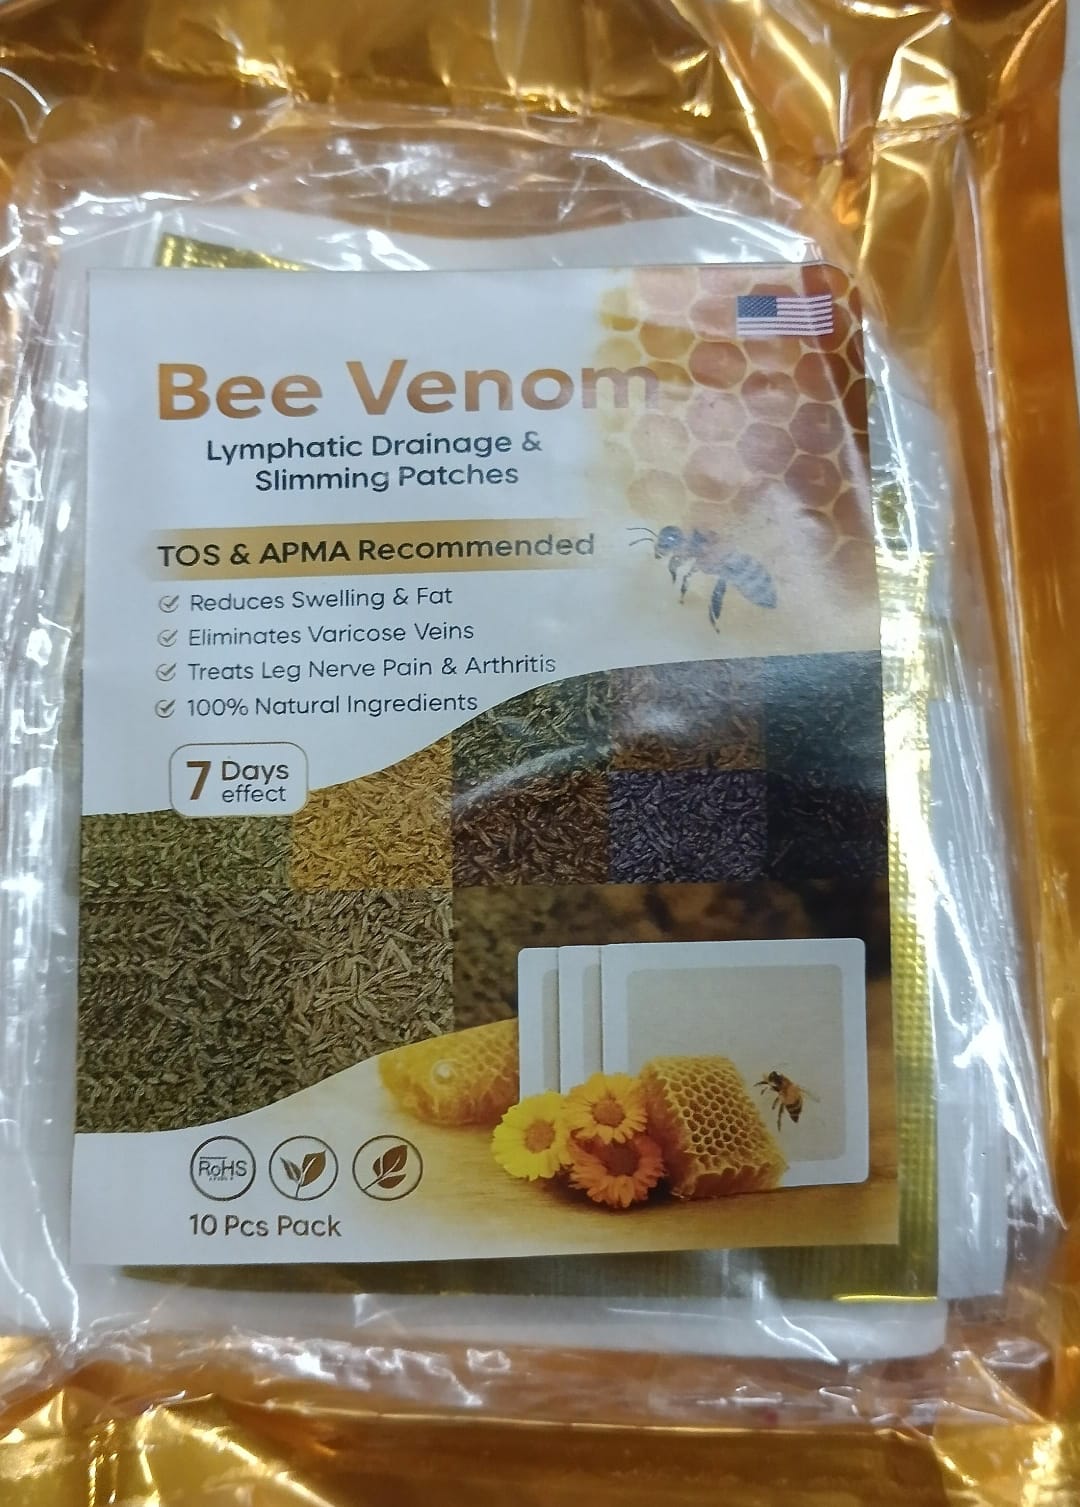 Bee Venom
Lymphatic Drainage &
Slimming Patches
TOS & APMA Recommended
Reduces Swelling & Fat
Eliminates Varicose Veins
Treats Leg Nerve Pain & Arthritis
100% Natural Ingredients
7 Days
effect
RoHS
10 Pcs Pack